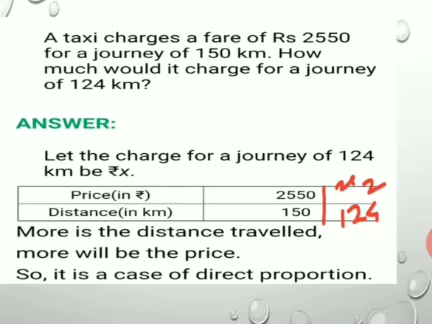 A taxi charges a fare of Rs 2550
for a journey of 150 km. How
much would it charge for a journey
of 124 km?
ANSWER:
Let the charge for a journey of 124
km be ₹x.
Price(in ₹) 2550
Distance(in km) 150 124
More is the distance travelled,
more will be the price.
So, it is a case of direct proportion.